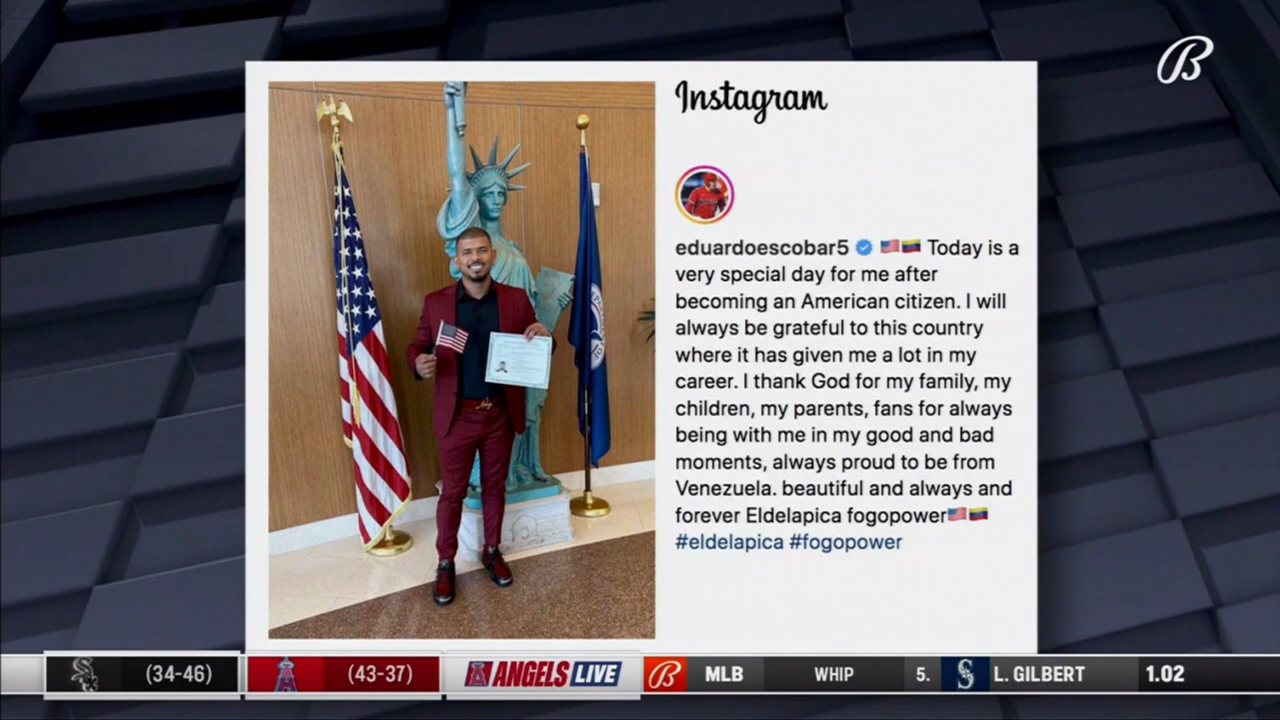 B
Instagram
eduardoescobar5 🇺🇸🇻🇪 Today is a
very special day for me after
becoming an American citizen. I will
always be grateful to this country
where it has given me a lot in my
career. I thank God for my family, my
children, my parents, fans for always
being with me in my good and bad
moments, always proud to be from
Venezuela. beautiful and always and
forever Eldelapica fogopower🇺🇸🇻🇪
#eldelapica #fogopower
Sox (34-46) A (43-37) A ANGELS LIVE B MLB WHIP 5. S L. GILBERT 1.02